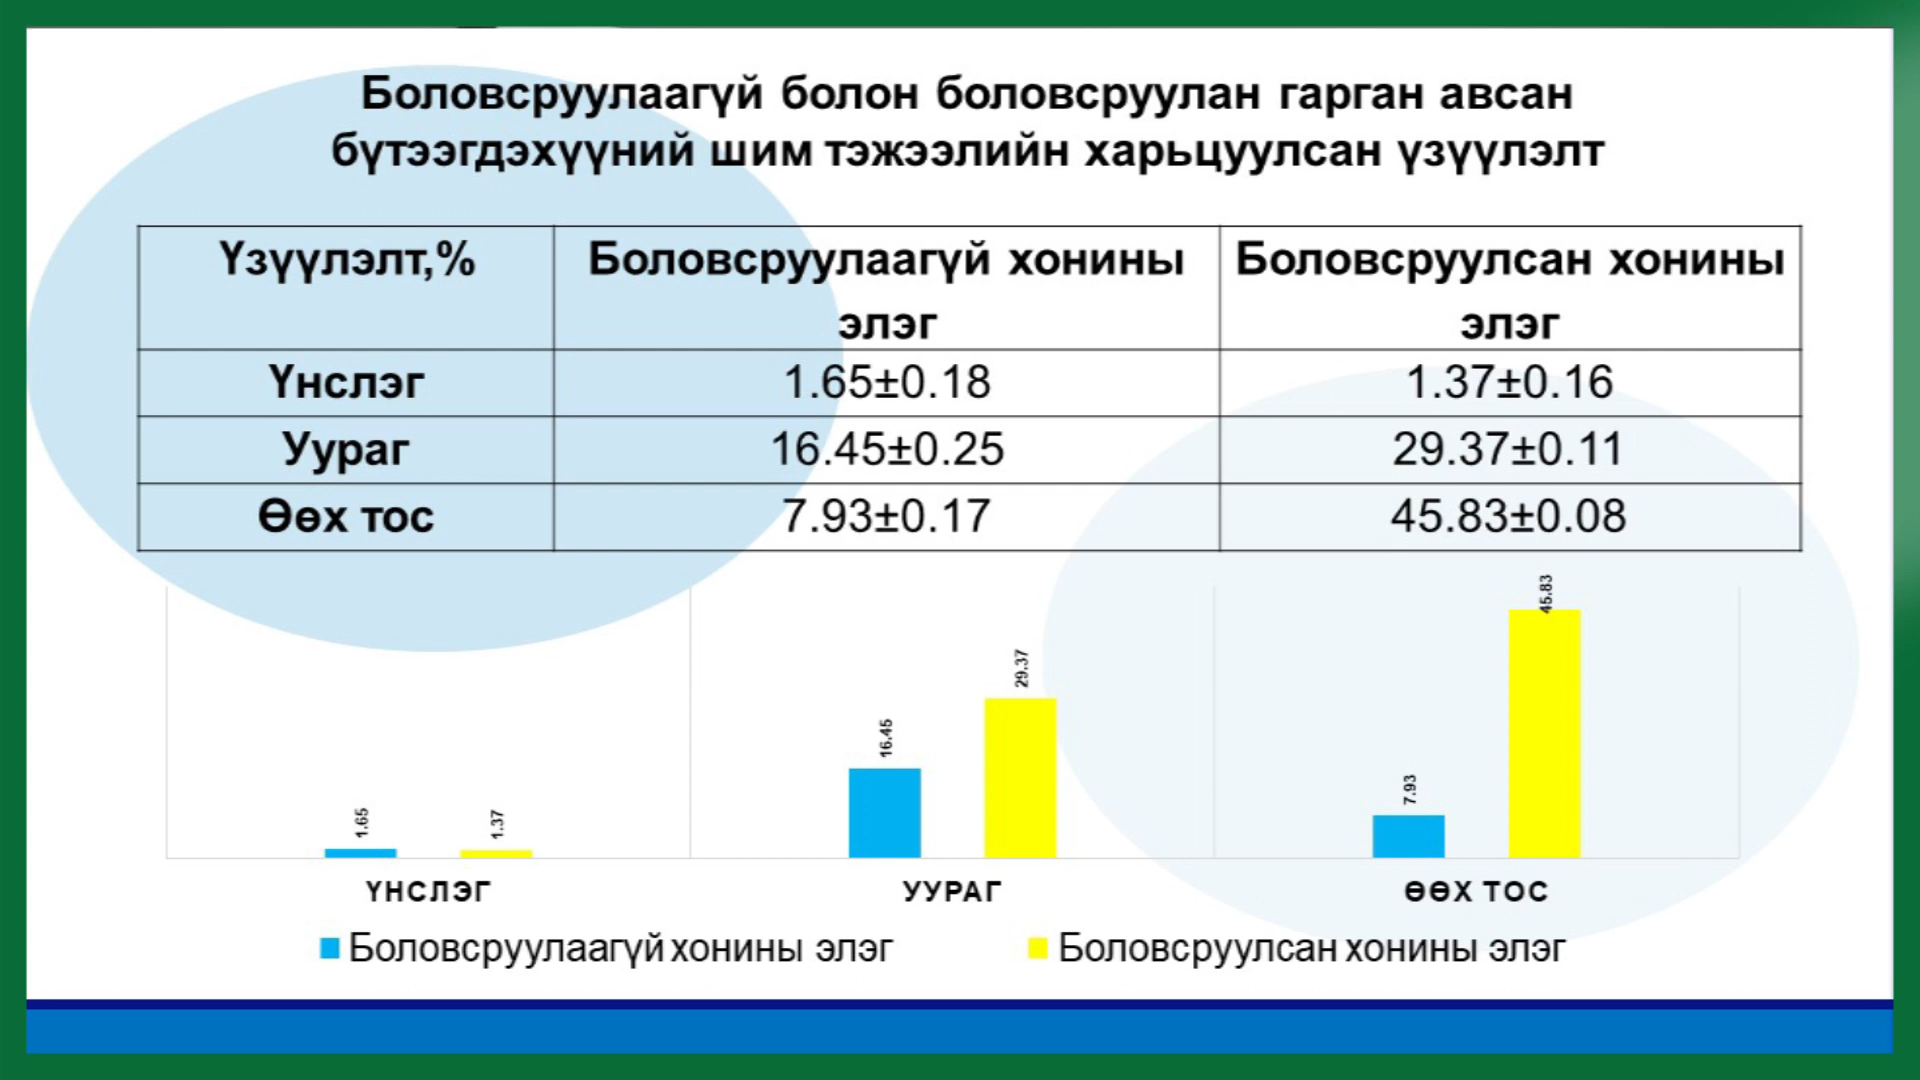 Боловсруулаагүй болон боловсруулан гарган авсан
бүтээгдэхүүний шим тэжээлийн харьцуулсан үзүүлэлт
Үзүүлэлт,% Боловсруулаагүй хонины элэг Боловсруулсан хонины элэг
Үнслэг 1.65±0.18 1.37±0.16
Уураг 16.45±0.25 29.37±0.11
Өөх тос 7.93±0.17 45.83±0.08
1.65 1.37 16.45 29.37 7.93 45.83
ҮНСЛЭГ УУРАГ ӨӨХ ТОС
Боловсруулаагүй хонины элэг Боловсруулсан хонины элэг